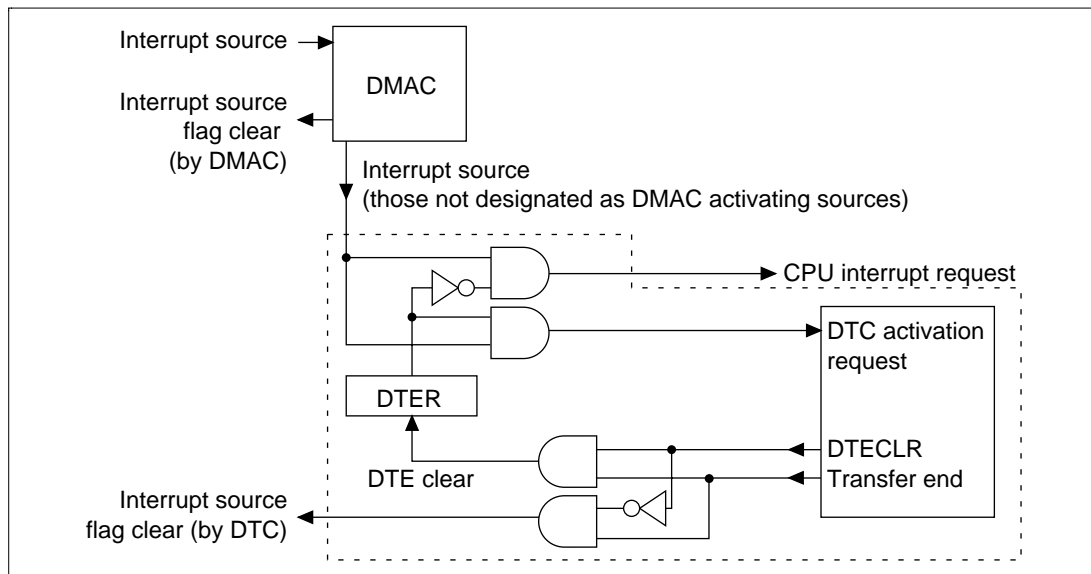 Interrupt source
DMAC
Interrupt source
flag clear
(by DMAC)
Interrupt source
(those not designated as DMAC activating sources)
CPU interrupt request
DTC activation
request
DTER
DTECLR
DTE clear
Transfer end
Interrupt source
flag clear (by DTC)